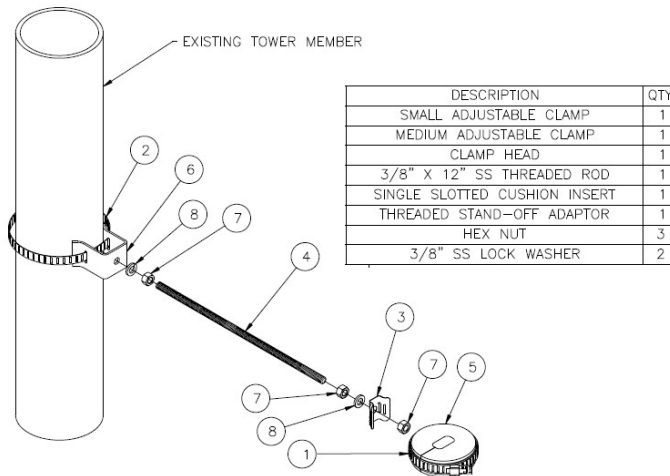 EXISTING TOWER MEMBER
DESCRIPTION QTY
SMALL ADJUSTABLE CLAMP 1
MEDIUM ADJUSTABLE CLAMP 1
CLAMP HEAD 1
3/8" X 12" SS THREADED ROD 1
SINGLE SLOTTED CUSHION INSERT 1
THREADED STAND-OFF ADAPTOR 1
HEX NUT 3
3/8" SS LOCK WASHER 2
2
6
8
7
4
3
7
5
7
8
1